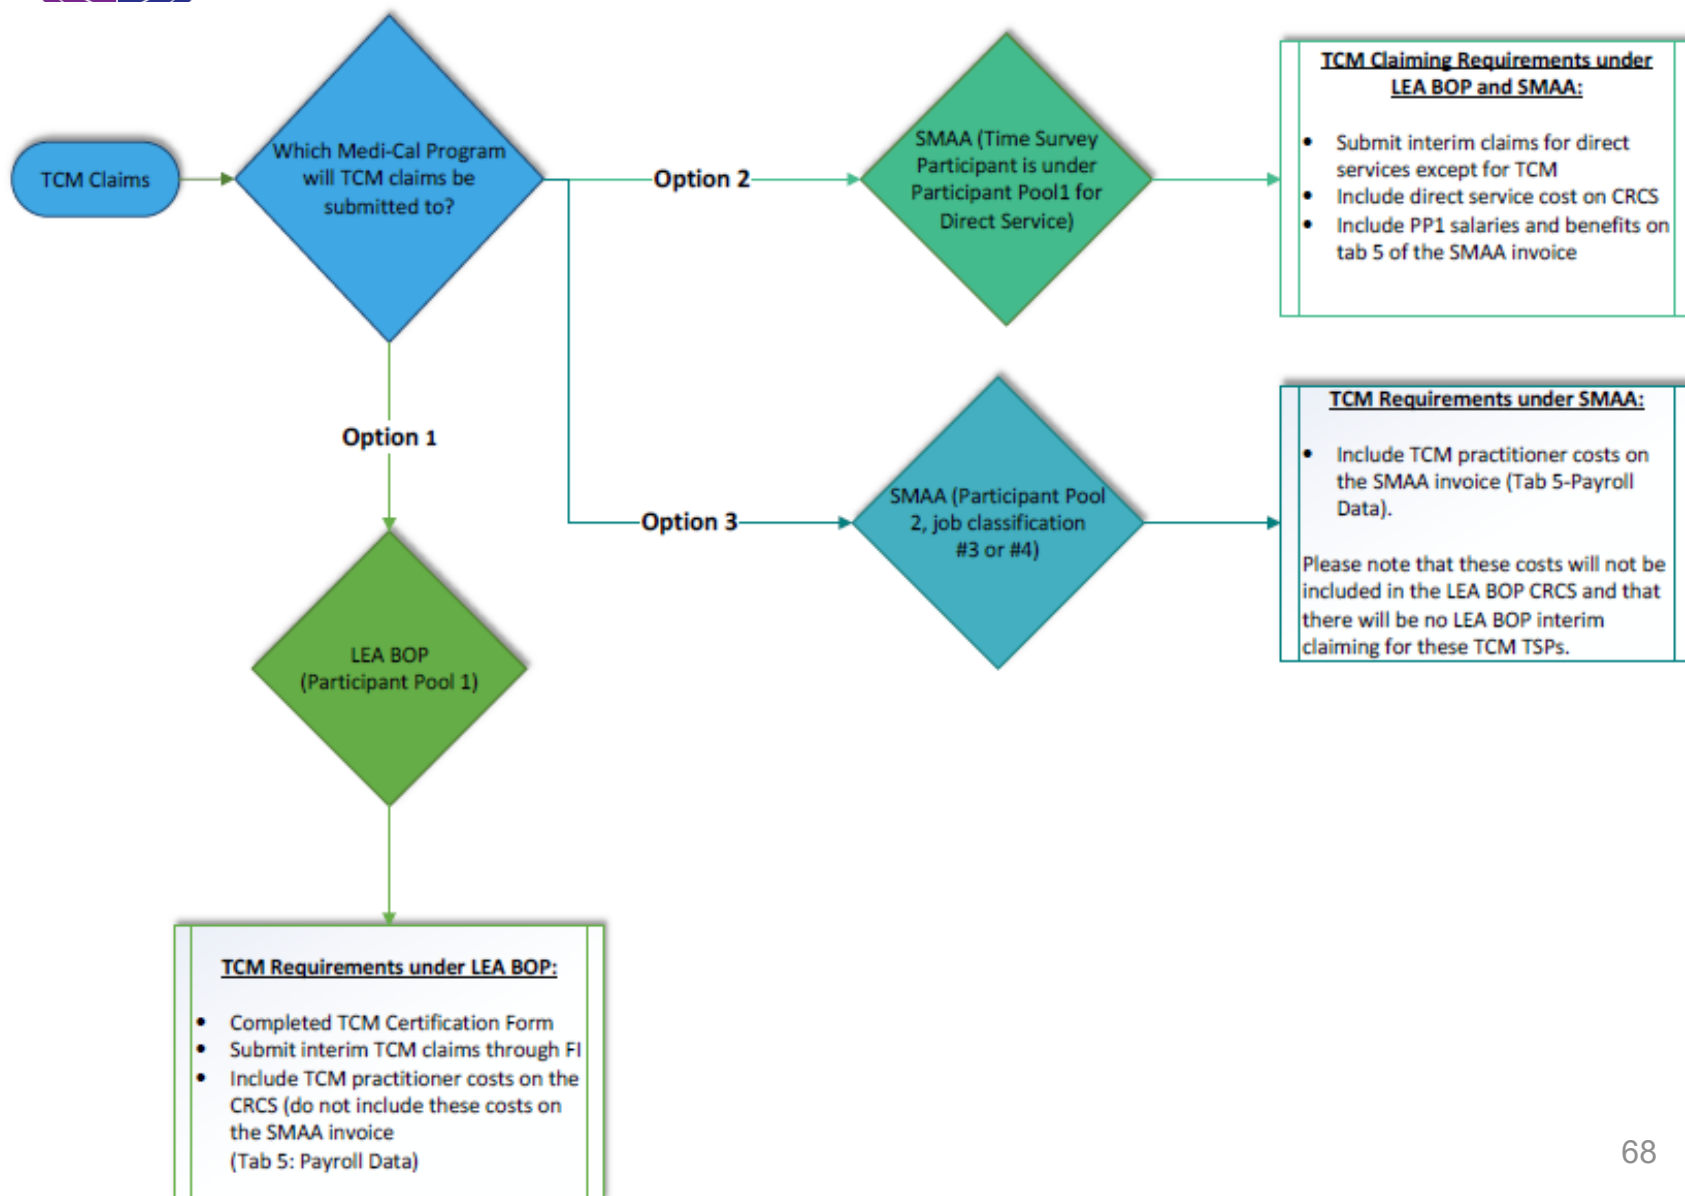 TCM Claims
Which Medi-Cal Program
will TCM claims be
submitted to?
Option 2
SMAA (Time Survey
Participant is under
Participant Pool1 for
Direct Service)
TCM Claiming Requirements under
LEA BOP and SMAA:
• Submit interim claims for direct
services except for TCM
• Include direct service cost on CRCS
• Include PP1 salaries and benefits on
tab 5 of the SMAA invoice
Option 1
Option 3
SMAA (Participant Pool
2, job classification
#3 or #4)
TCM Requirements under SMAA:
• Include TCM practitioner costs on
the SMAA invoice (Tab 5-Payroll
Data).
Please note that these costs will not be
included in the LEA BOP CRCS and that
there will be no LEA BOP interim
claiming for these TCM TSPs.
LEA BOP
(Participant Pool 1)
TCM Requirements under LEA BOP:
• Completed TCM Certification Form
• Submit interim TCM claims through FI
• Include TCM practitioner costs on the
CRCS (do not include these costs on
the SMAA invoice
(Tab 5: Payroll Data)
68